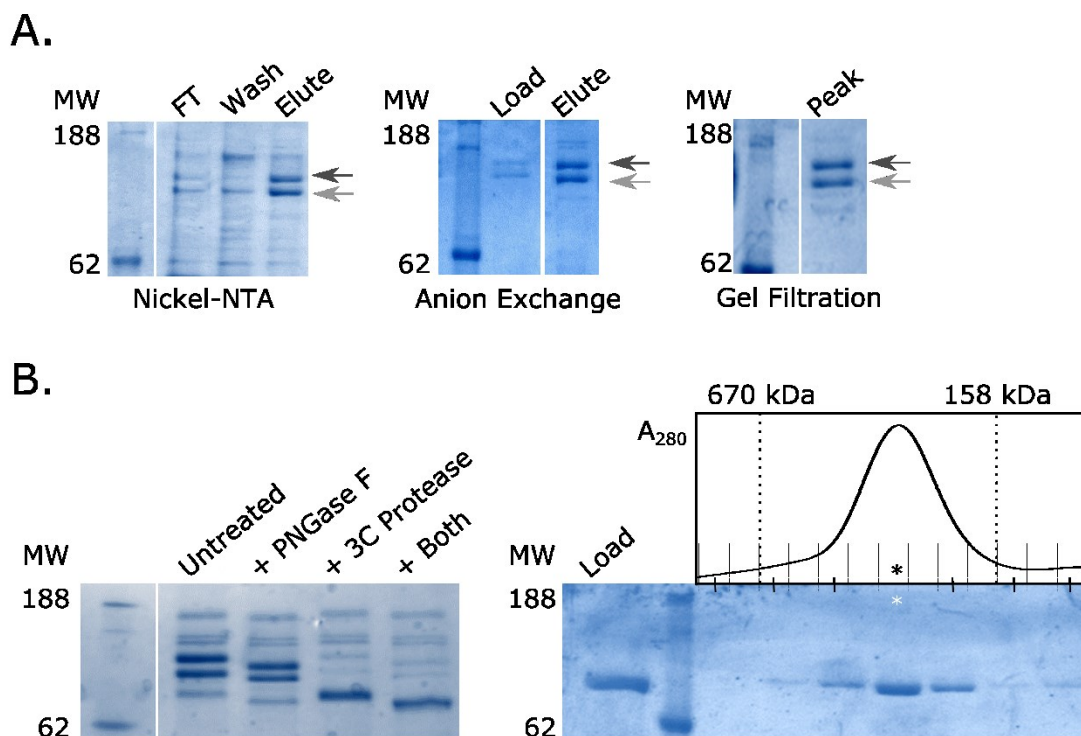 A.
MW FT Wash Elute
188
62
Nickel-NTA
MW Load Elute
188
62
Anion Exchange
MW Peak
188
62
Gel Filtration
B.
MW Untreated + PNGase F + 3C Protease + Both
188
62
670 kDa 158 kDa
A280
*
*
MW Load
188
62